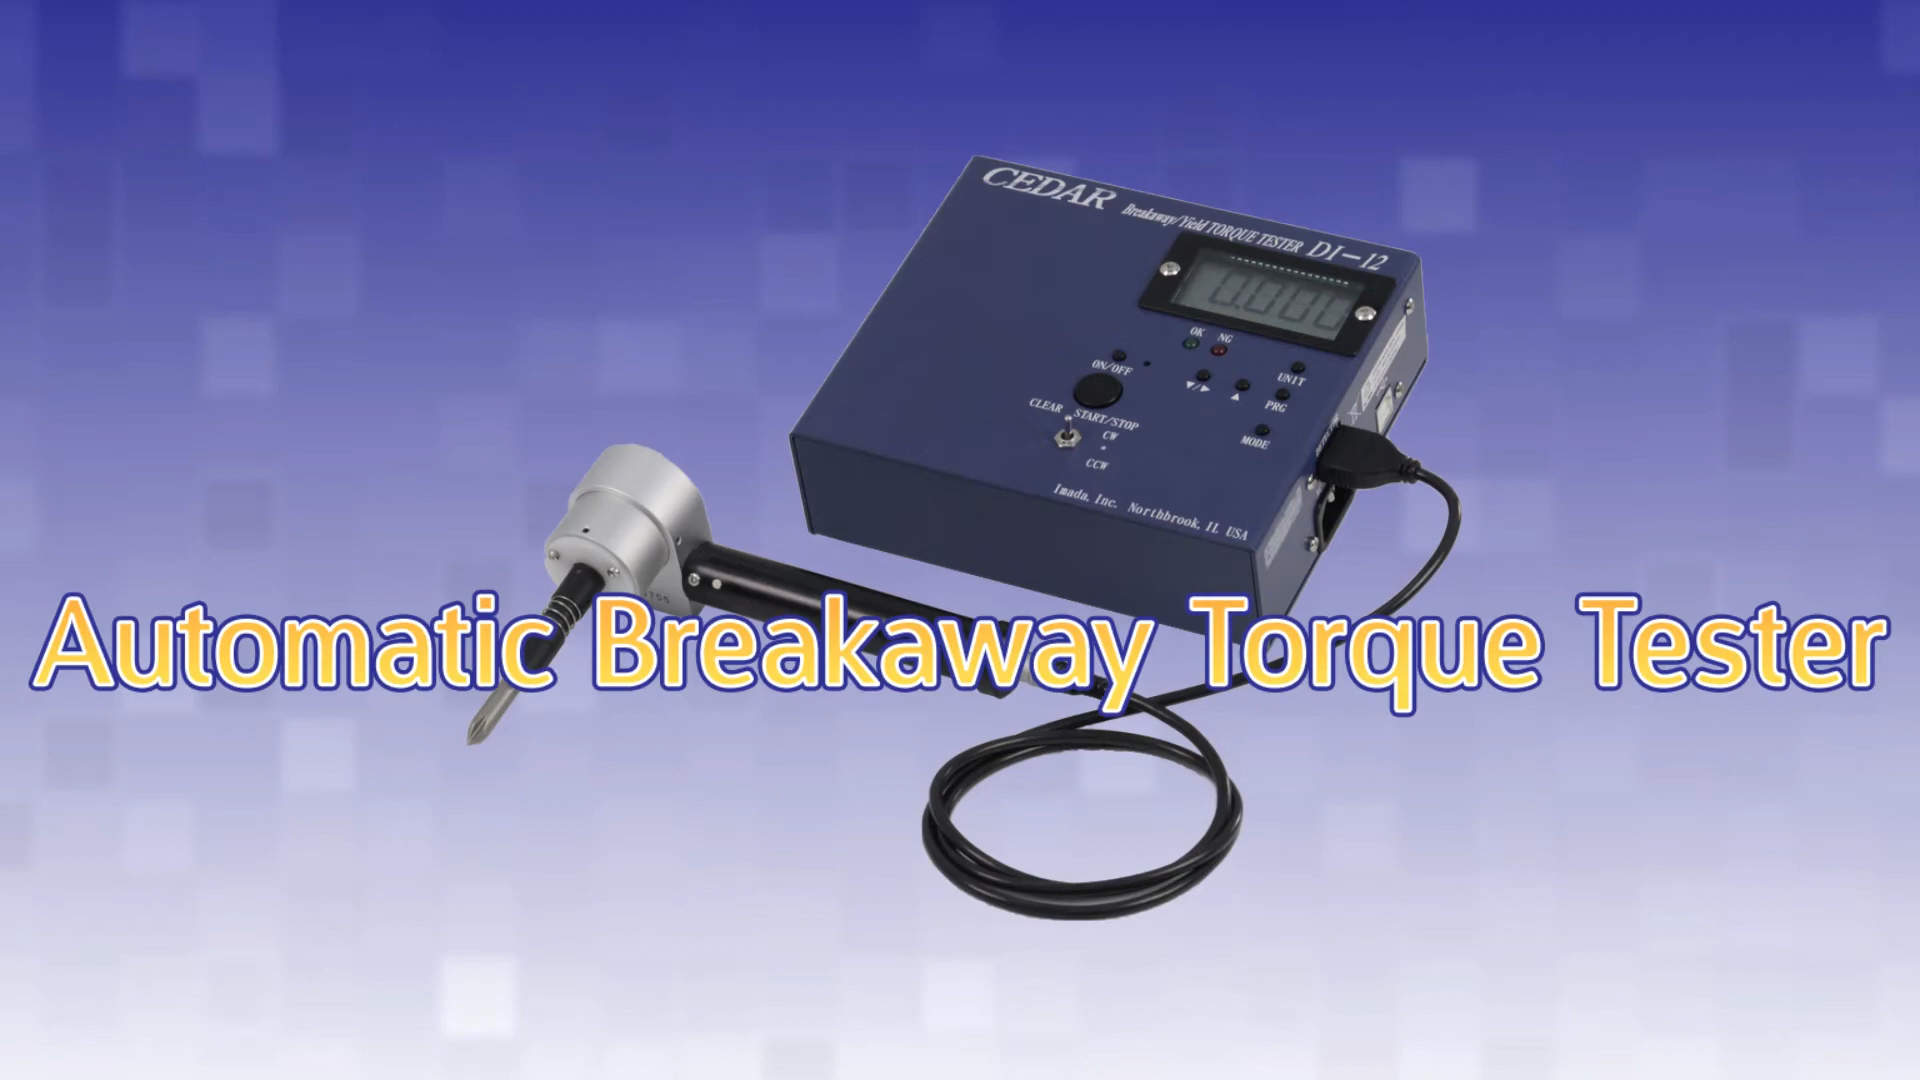 CEDAR
Breakaway/Yield TORQUE TESTER DI-12
0.000
OK NG
ON/OFF
UNIT
▼/▶ ▲
PRG
CLEAR START/STOP
MODE
CW
CCW
Imada, Inc. Northbrook, IL USA
Automatic Breakaway Torque Tester